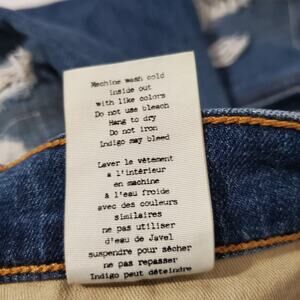 Machine wash cold
inside out
with like colors
Do not use bleach
Hang to dry
Do not iron
Indigo may bleed
Laver le vêtement
à l'intérieur
en machine
à l'eau froide
avec des couleurs
similaires
ne pas utiliser
d'eau de Javel
suspendre pour sécher
ne pas repasser
Indigo peut déteindre